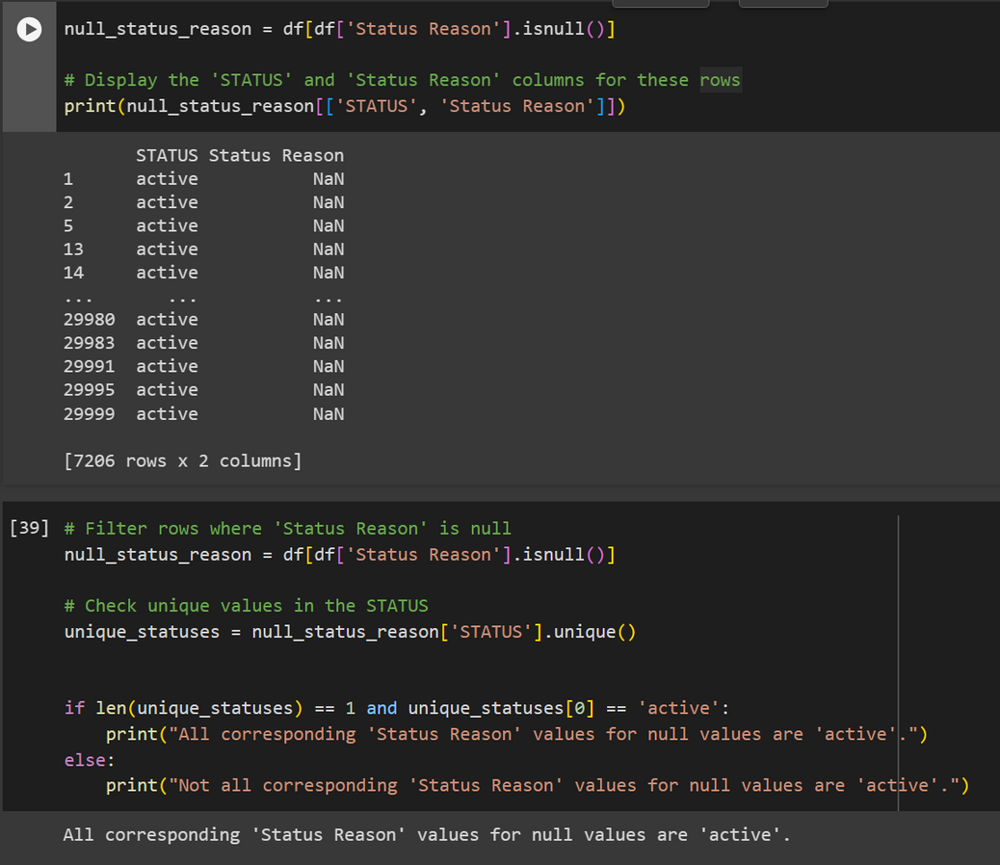 null_status_reason = df[df['Status Reason'].isnull()]
# Display the 'STATUS' and 'Status Reason' columns for these rows
print(null_status_reason[['STATUS', 'Status Reason']])
STATUS Status Reason
1 active NaN
2 active NaN
5 active NaN
13 active NaN
14 active NaN
... ... ...
29980 active NaN
29983 active NaN
29991 active NaN
29995 active NaN
29999 active NaN
[7206 rows x 2 columns]
[39] # Filter rows where 'Status Reason' is null
null_status_reason = df[df['Status Reason'].isnull()]
# Check unique values in the STATUS
unique_statuses = null_status_reason['STATUS'].unique()
if len(unique_statuses) == 1 and unique_statuses[0] == 'active':
print("All corresponding 'Status Reason' values for null values are 'active'.")
else:
print("Not all corresponding 'Status Reason' values for null values are 'active'.")
All corresponding 'Status Reason' values for null values are 'active'.